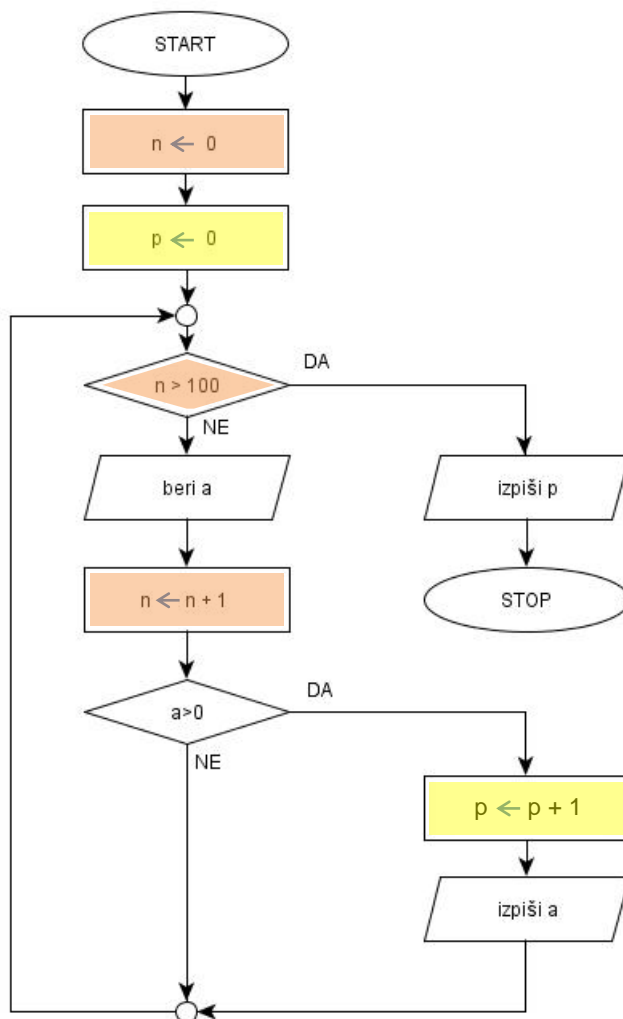 START
n ← 0
p ← 0
n > 100
DA
NE
beri a
izpiši p
n ← n + 1
STOP
a>0
DA
NE
p ← p + 1
izpiši a